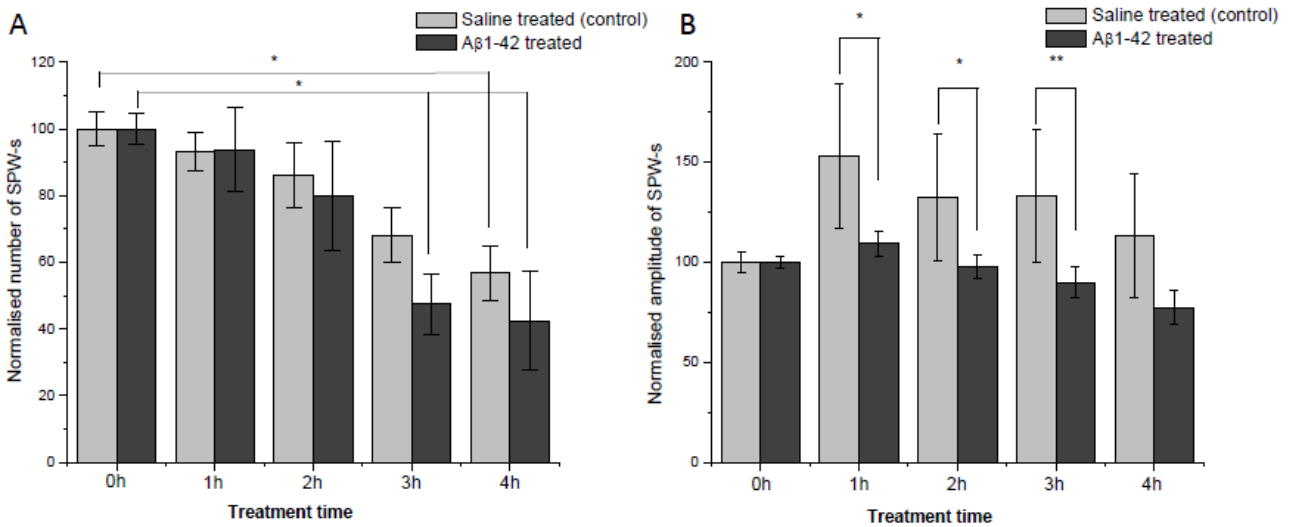 A
Saline treated (control)
Aβ1-42 treated
Normalised number of SPW-s
120
100
80
60
40
20
0
*
*
0h
1h
2h
3h
4h
Treatment time
B
Saline treated (control)
Aβ1-42 treated
Normalised amplitude of SPW-s
200
150
100
50
0
*
*
**
0h
1h
2h
3h
4h
Treatment time